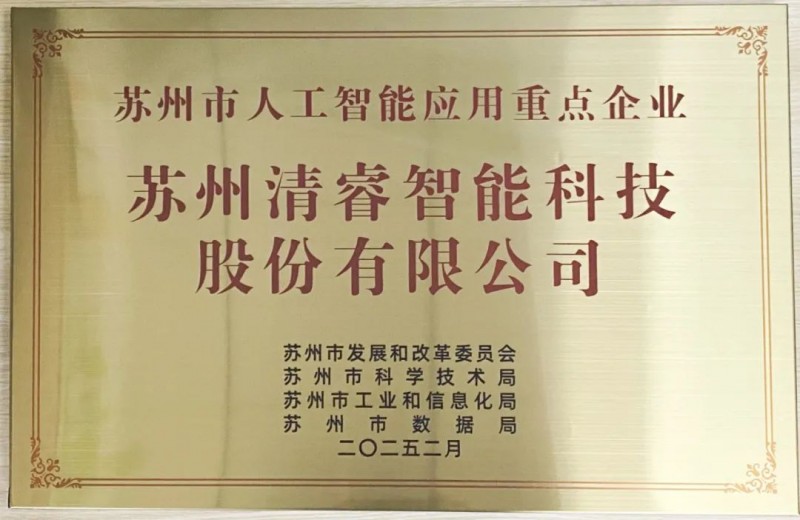 苏州市人工智能应用重点企业
苏州清睿智能科技
股份有限公司
苏州市发展和改革委员会
苏州市科学技术局
苏州市工业和信息化局
苏州市数据局
二〇二五二月